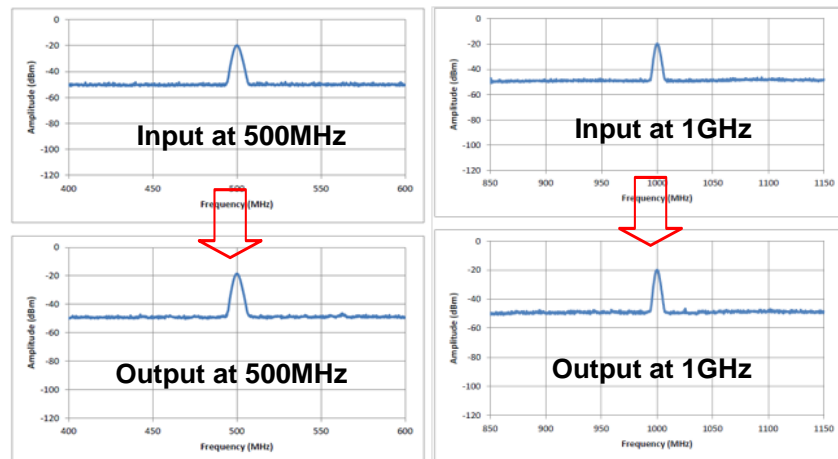 0
-20
-40
-60
-80
-100
-120
Amplitude (dBm)
Input at 500MHz
400 450 500 550 600
Frequency (MHz)
0
-20
-40
-60
-80
-100
-120
Amplitude (dBm)
Input at 1GHz
850 900 950 1000 1050 1100 1150
Frequency (MHz)
0
-20
-40
-60
-80
-100
-120
Amplitude (dBm)
Output at 500MHz
400 450 500 550 600
Frequency (MHz)
0
-20
-40
-60
-80
-100
-120
Amplitude (dBm)
Output at 1GHz
850 900 950 1000 1050 1100 1150
Frequency (MHz)